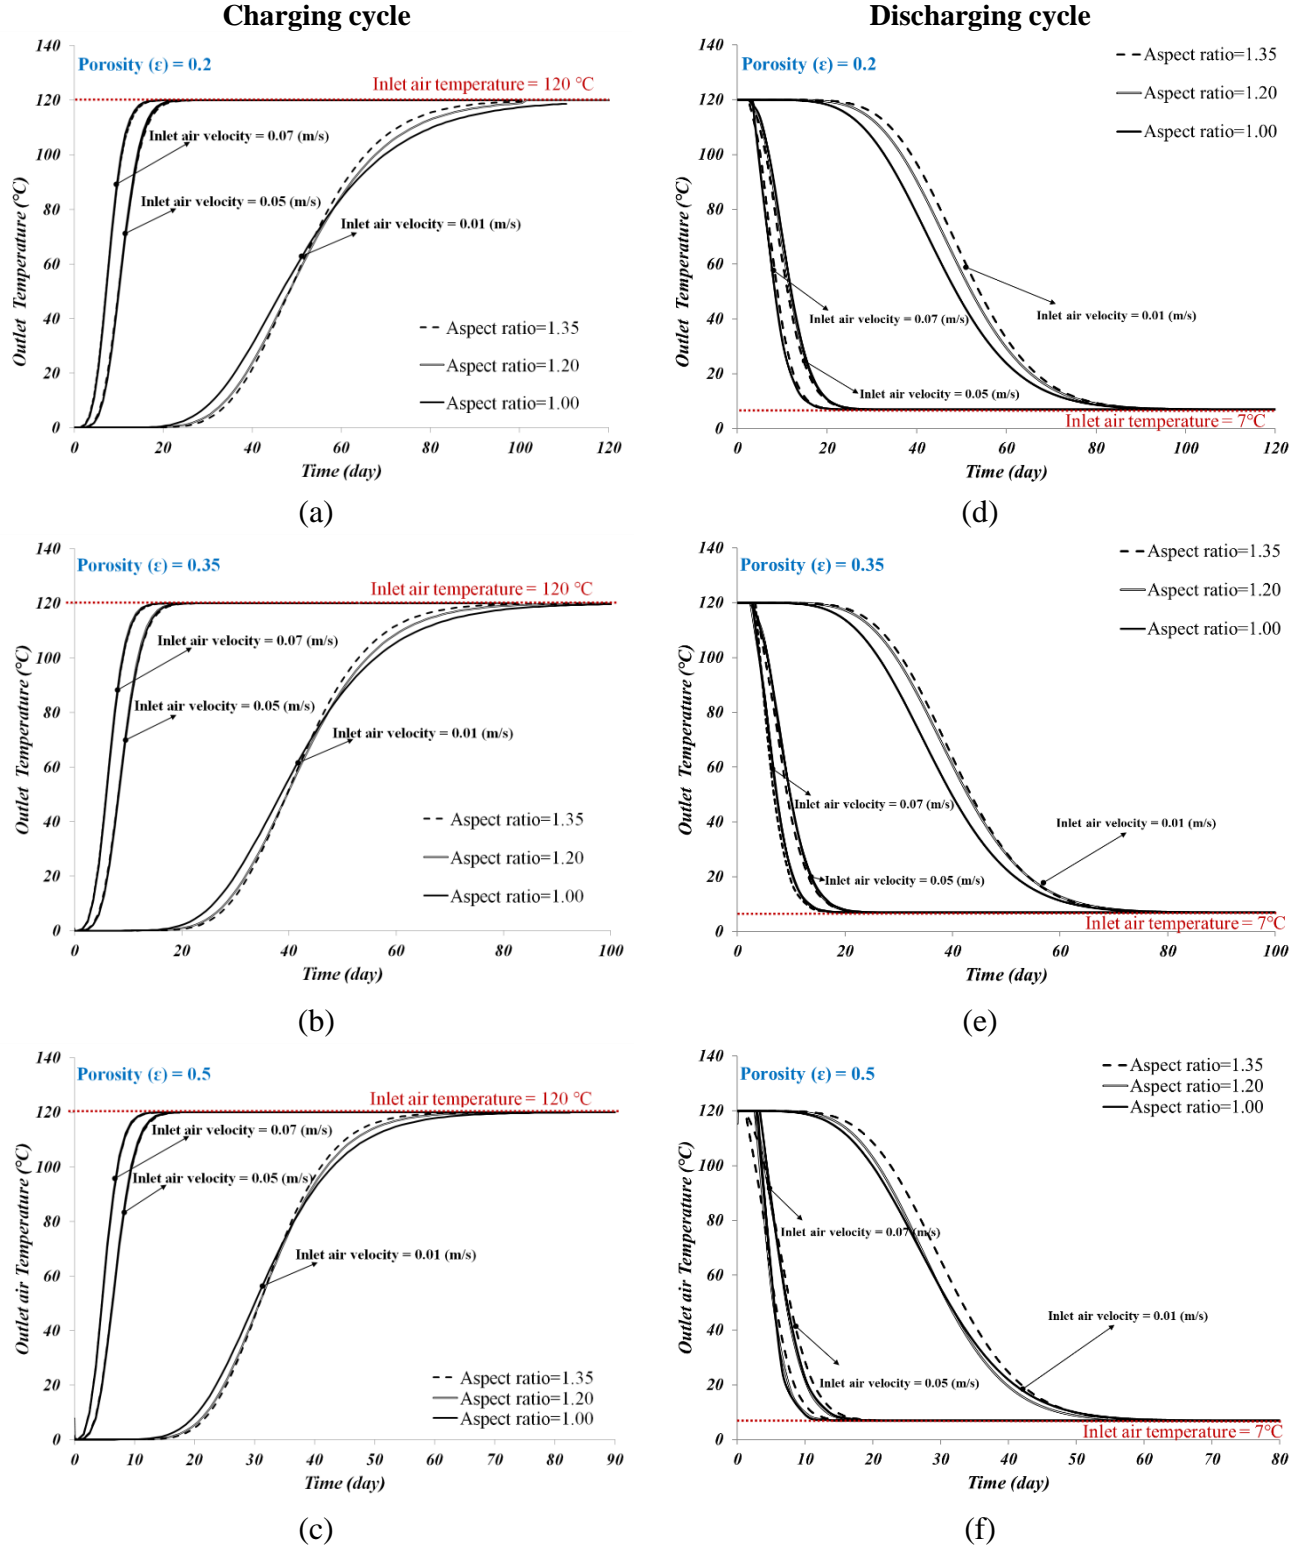 Charging cycle
Discharging cycle
140
120
100
80
60
40
20
0
Outlet Temperature (°C)
Porosity (ε) = 0.2
Inlet air temperature = 120 °C
Inlet air velocity = 0.07 (m/s)
Inlet air velocity = 0.05 (m/s)
Inlet air velocity = 0.01 (m/s)
Aspect ratio=1.35
Aspect ratio=1.20
Aspect ratio=1.00
0 20 40 60 80 100 120
Time (day)
(a)
140
120
100
80
60
40
20
0
Outlet Temperature (°C)
Porosity (ε) = 0.2
Aspect ratio=1.35
Aspect ratio=1.20
Aspect ratio=1.00
Inlet air velocity = 0.07 (m/s)
Inlet air velocity = 0.01 (m/s)
Inlet air velocity = 0.05 (m/s)
Inlet air temperature = 7°C
0 20 40 60 80 100 120
Time (day)
(d)
140
120
100
80
60
40
20
0
Outlet Temperature (°C)
Porosity (ε) = 0.35
Inlet air temperature = 120 °C
Inlet air velocity = 0.07 (m/s)
Inlet air velocity = 0.05 (m/s)
Inlet air velocity = 0.01 (m/s)
Aspect ratio=1.35
Aspect ratio=1.20
Aspect ratio=1.00
0 20 40 60 80 100
Time (day)
(b)
140
120
100
80
60
40
20
0
Outlet Temperature (°C)
Porosity (ε) = 0.35
Aspect ratio=1.35
Aspect ratio=1.20
Aspect ratio=1.00
Inlet air velocity = 0.07 (m/s)
Inlet air velocity = 0.01 (m/s)
Inlet air velocity = 0.05 (m/s)
Inlet air temperature = 7°C
0 20 40 60 80 100
Time (day)
(e)
140
120
100
80
60
40
20
0
Outlet air Temperature (°C)
Porosity (ε) = 0.5
Inlet air temperature = 120 °C
Inlet air velocity = 0.07 (m/s)
Inlet air velocity = 0.05 (m/s)
Inlet air velocity = 0.01 (m/s)
Aspect ratio=1.35
Aspect ratio=1.20
Aspect ratio=1.00
0 10 20 30 40 50 60 70 80 90
Time (day)
(c)
140
120
100
80
60
40
20
0
Outlet air Temperature (°C)
Porosity (ε) = 0.5
Aspect ratio=1.35
Aspect ratio=1.20
Aspect ratio=1.00
Inlet air velocity = 0.07 (m/s)
Inlet air velocity = 0.01 (m/s)
Inlet air velocity = 0.05 (m/s)
Inlet air temperature = 7°C
0 10 20 30 40 50 60 70 80
Time (day)
(f)